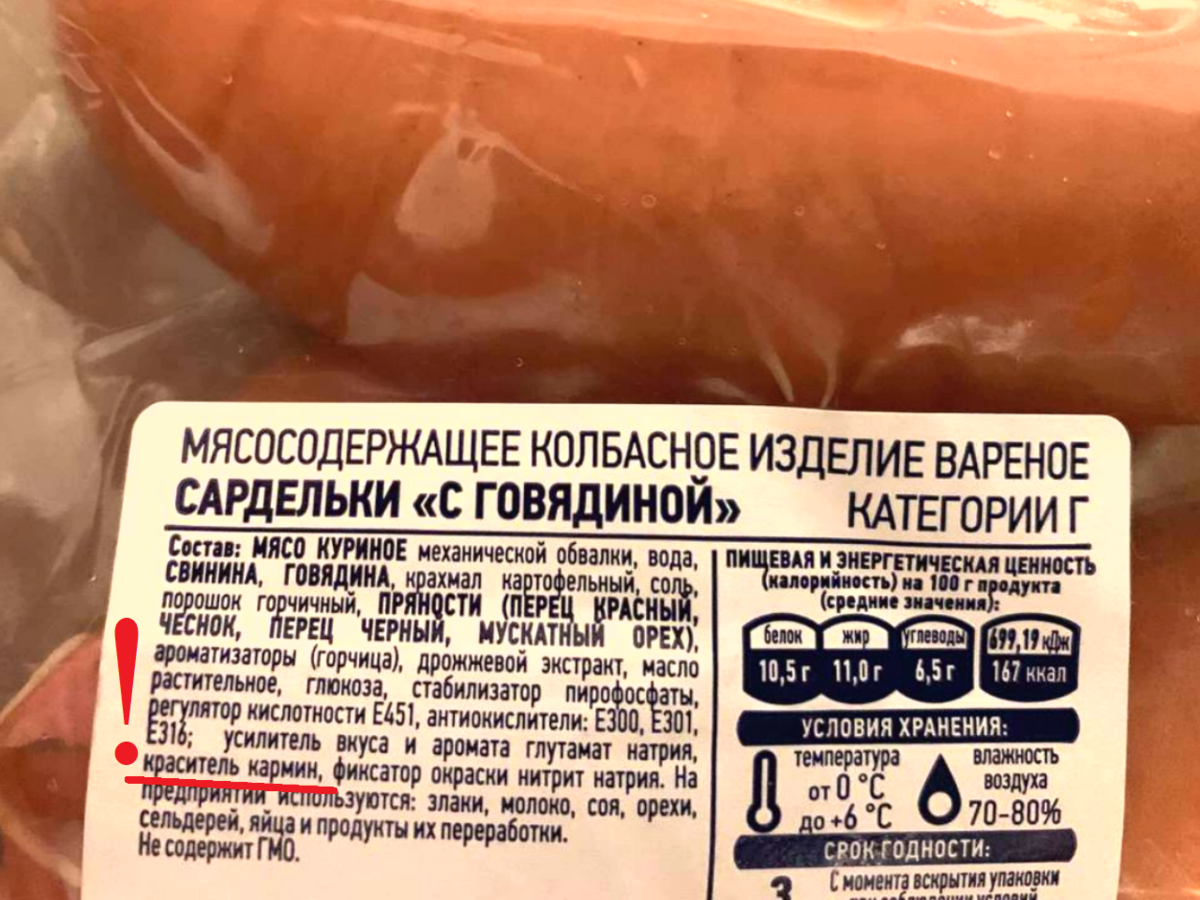 МЯСОСОДЕРЖАЩЕЕ КОЛБАСНОЕ ИЗДЕЛИЕ ВАРЕНОЕ
САРДЕЛЬКИ «С ГОВЯДИНОЙ» КАТЕГОРИИ Г
Состав: МЯСО КУРИНОЕ механической обвалки, вода,
СВИНИНА, ГОВЯДИНА, крахмал картофельный, соль,
порошок горчичный, ПРЯНОСТИ (ПЕРЕЦ КРАСНЫЙ,
ЧЕСНОК, ПЕРЕЦ ЧЕРНЫЙ, МУСКАТНЫЙ ОРЕХ),
ароматизаторы (горчица), дрожжевой экстракт, масло
растительное, глюкоза, стабилизатор пирофосфаты,
регулятор кислотности Е451, антиокислители: Е300, Е301,
Е316; усилитель вкуса и аромата глутамат натрия,
краситель кармин, фиксатор окраски нитрит натрия. На
предприятии используются: злаки, молоко, соя, орехи,
сельдерей, яйца и продукты их переработки.
Не содержит ГМО.
ПИЩЕВАЯ И ЭНЕРГЕТИЧЕСКАЯ ЦЕННОСТЬ
(калорийность) на 100 г продукта
(средние значения):
белок жир углеводы 699,19 кДж
10,5 г 11,0 г 6,5 г 167 ккал
УСЛОВИЯ ХРАНЕНИЯ:
температура
от 0 °С
до +6 °С
влажность
воздуха
70-80%
СРОК ГОДНОСТИ:
3 С момента вскрытия упаковки
при соблюдении условий